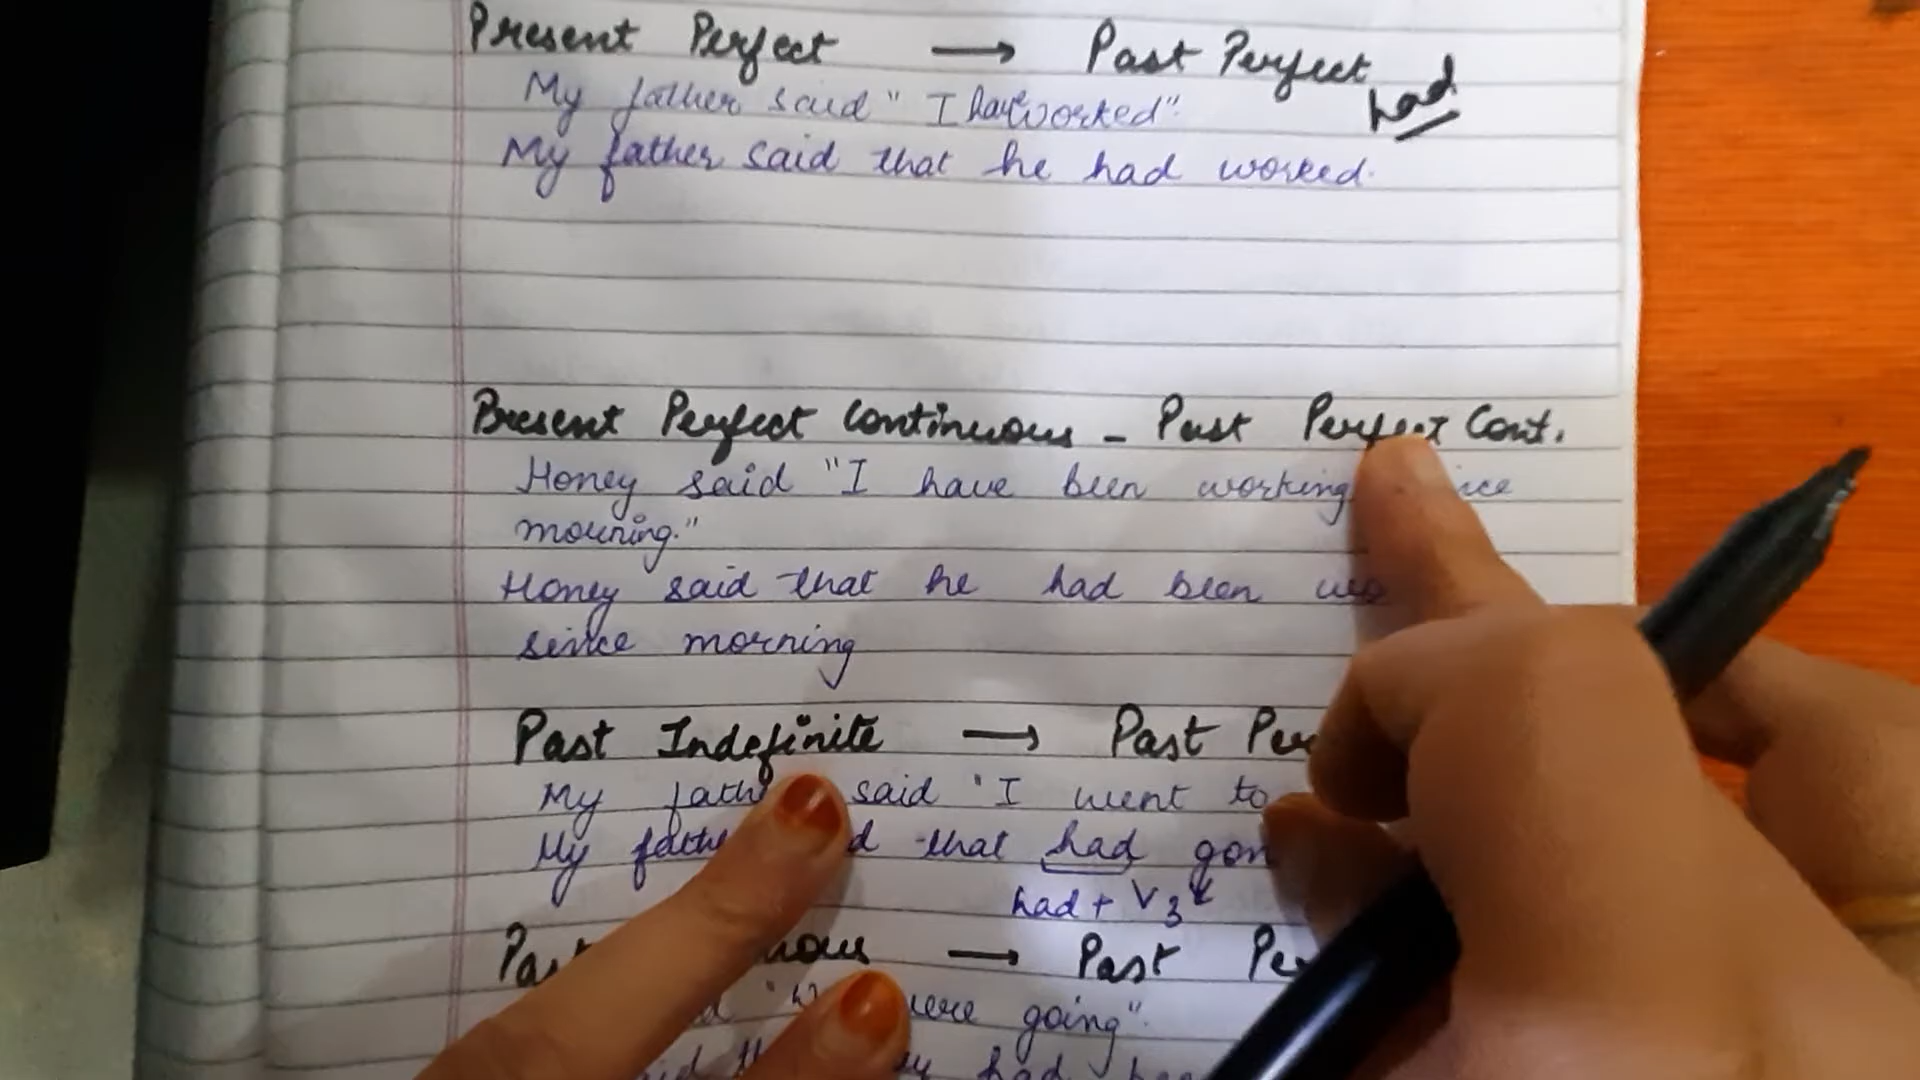 Present Perfect → Past Perfect
had
My father said " I have worked".
My father said that he had worked.
Present Perfect Continuous - Past Perfect Cont.
Honey said "I have been working
morning."
Honey said that he had been
since morning
Past Indefinite → Past
My said 'I went to
My that had
had + V3
→ Past
going".
had